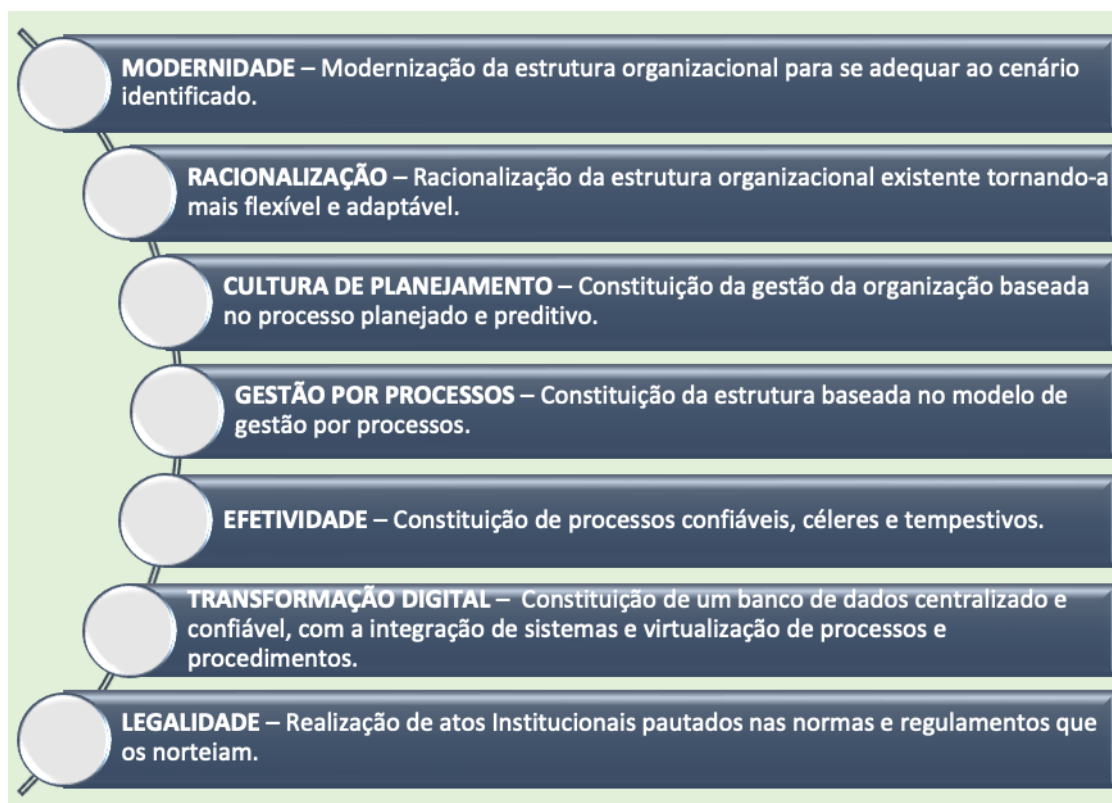 MODERNIDADE – Modernização da estrutura organizacional para se adequar ao cenário
identificado.
RACIONALIZAÇÃO – Racionalização da estrutura organizacional existente tornando-a
mais flexível e adaptável.
CULTURA DE PLANEJAMENTO – Constituição da gestão da organização baseada
no processo planejado e preditivo.
GESTÃO POR PROCESSOS – Constituição da estrutura baseada no modelo de
gestão por processos.
EFETIVIDADE – Constituição de processos confiáveis, céleres e tempestivos.
TRANSFORMAÇÃO DIGITAL – Constituição de um banco de dados centralizado e
confiável, com a integração de sistemas e virtualização de processos e
procedimentos.
LEGALIDADE – Realização de atos Institucionais pautados nas normas e regulamentos que
os norteiam.